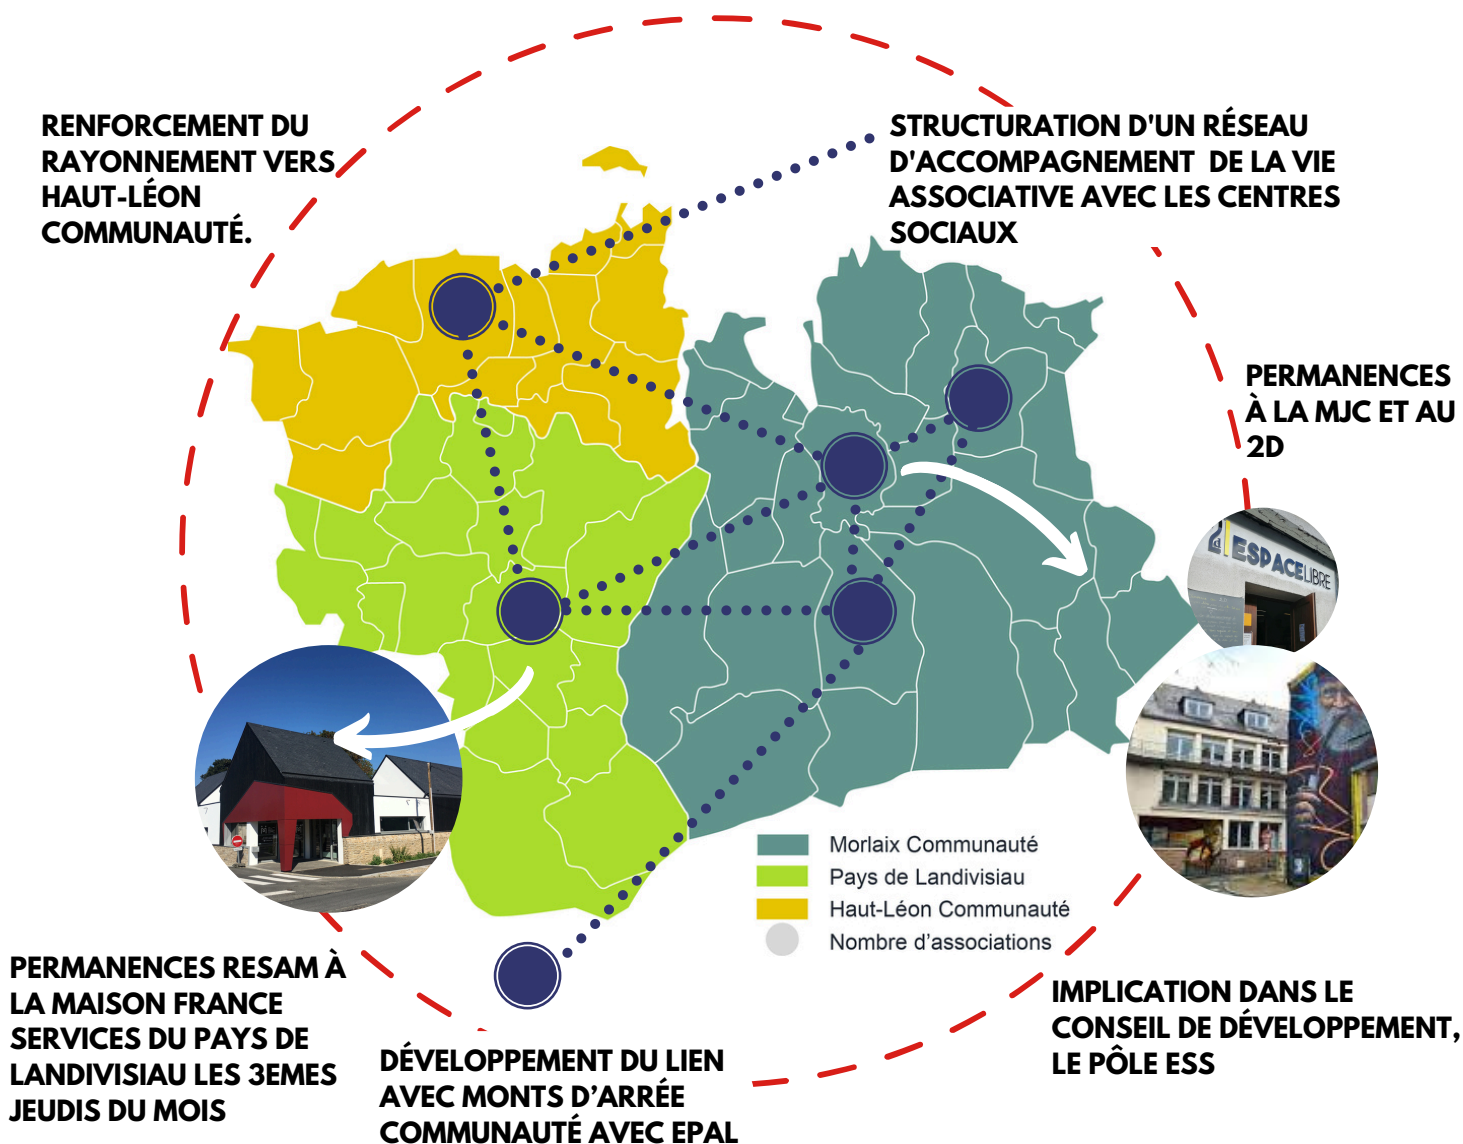 RENFORCEMENT DU
RAYONNEMENT VERS
HAUT-LÉON
COMMUNAUTÉ.
STRUCTURATION D'UN RÉSEAU
D'ACCOMPAGNEMENT DE LA VIE
ASSOCIATIVE AVEC LES CENTRES
SOCIAUX
PERMANENCES
À LA MJC ET AU
2D
ESPACE LIBRE
Morlaix Communauté
Pays de Landivisiau
Haut-Léon Communauté
Nombre d'associations
PERMANENCES RESAM À
LA MAISON FRANCE
SERVICES DU PAYS DE
LANDIVISIAU LES 3EMES
JEUDIS DU MOIS
DÉVELOPPEMENT DU LIEN
AVEC MONTS D’ARRÉE
COMMUNAUTÉ AVEC EPAL
IMPLICATION DANS LE
CONSEIL DE DÉVELOPPEMENT,
LE PÔLE ESS